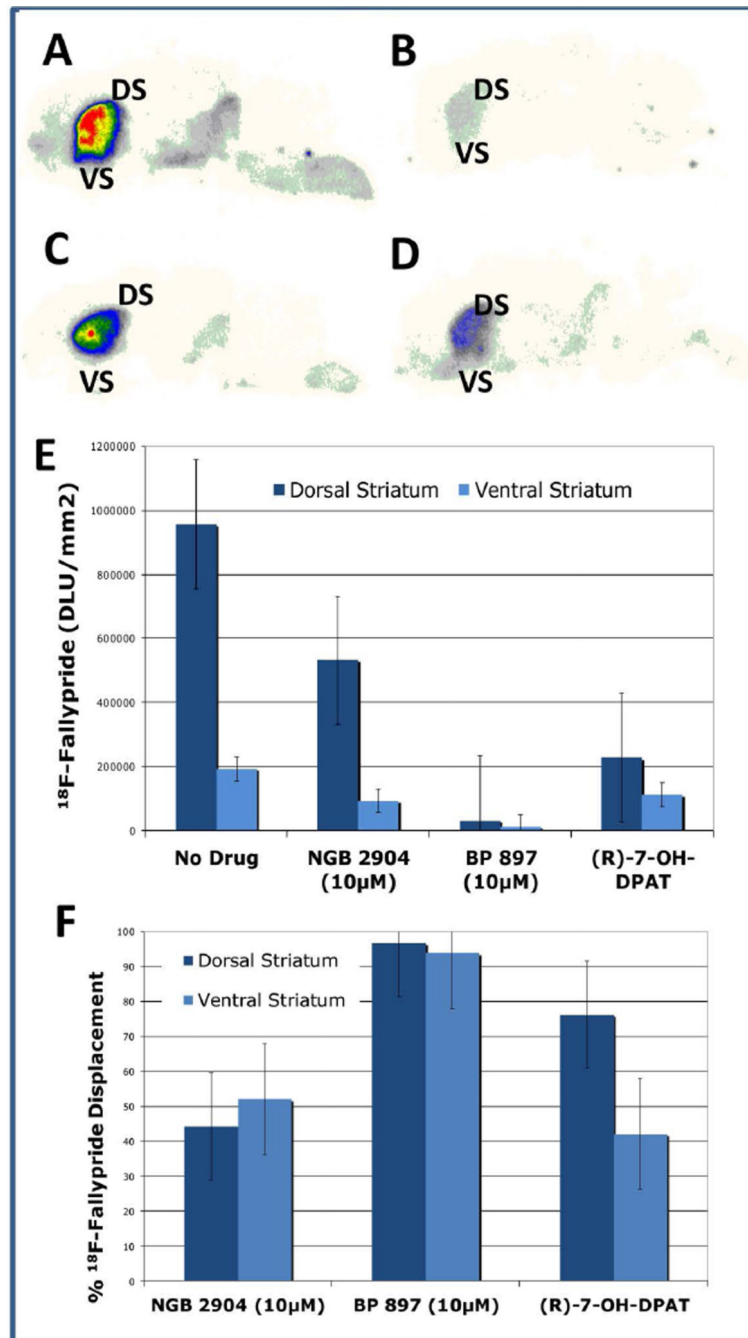 A
DS
VS
B
DS
VS
C
DS
VS
D
DS
VS
E
18F-Fallypride (DLU/mm2)
1200000
1000000
800000
600000
400000
200000
0
Dorsal Striatum
Ventral Striatum
No Drug
NGB 2904
(10µM)
BP 897
(10µM)
(R)-7-OH-
DPAT
F
% 18F-Fallypride Displacement
100
90
80
70
60
50
40
30
20
10
0
Dorsal Striatum
Ventral Striatum
NGB 2904 (10µM)
BP 897 (10µM)
(R)-7-OH-DPAT